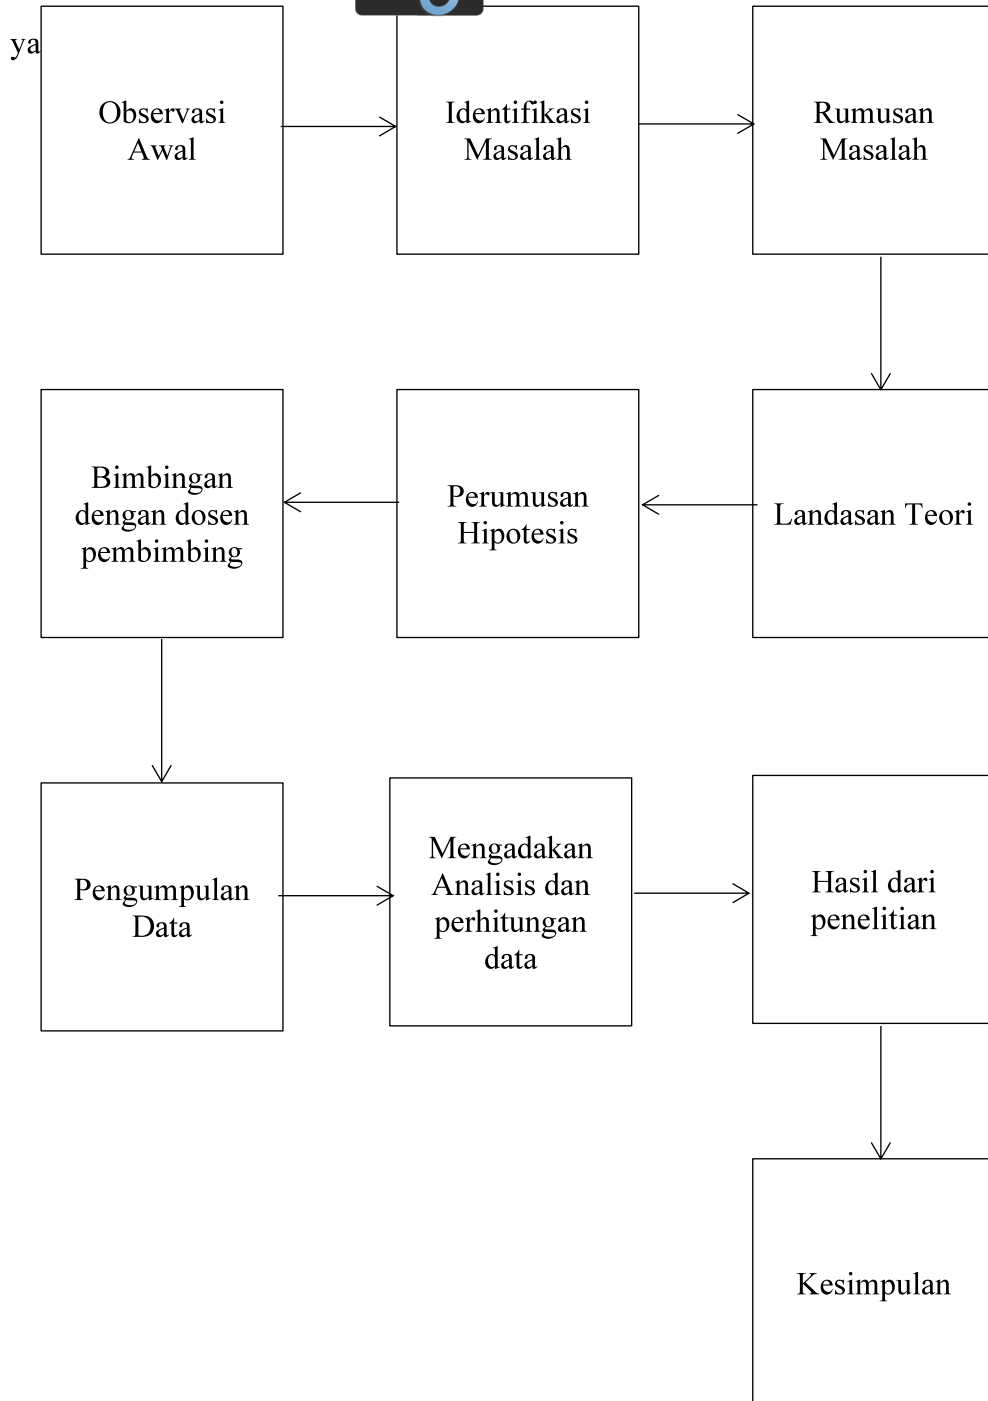 ya
Observasi
Awal
Identifikasi
Masalah
Rumusan
Masalah
Bimbingan
dengan dosen
pembimbing
Perumusan
Hipotesis
Landasan Teori
Pengumpulan
Data
Mengadakan
Analisis dan
perhitungan
data
Hasil dari
penelitian
Kesimpulan